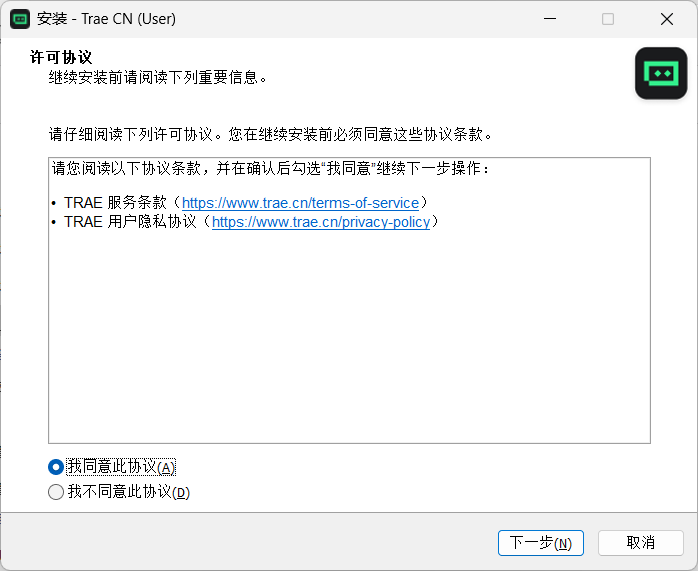 安装 - Trae CN (User)
许可协议
继续安装前请阅读下列重要信息。
请仔细阅读下列许可协议。您在继续安装前必须同意这些协议条款。
请您阅读以下协议条款，并在确认后勾选“我同意”继续下一步操作：
• TRAE 服务条款（https://www.trae.cn/terms-of-service）
• TRAE 用户隐私协议（https://www.trae.cn/privacy-policy）
我同意此协议(A)
我不同意此协议(D)
下一步(N)
取消